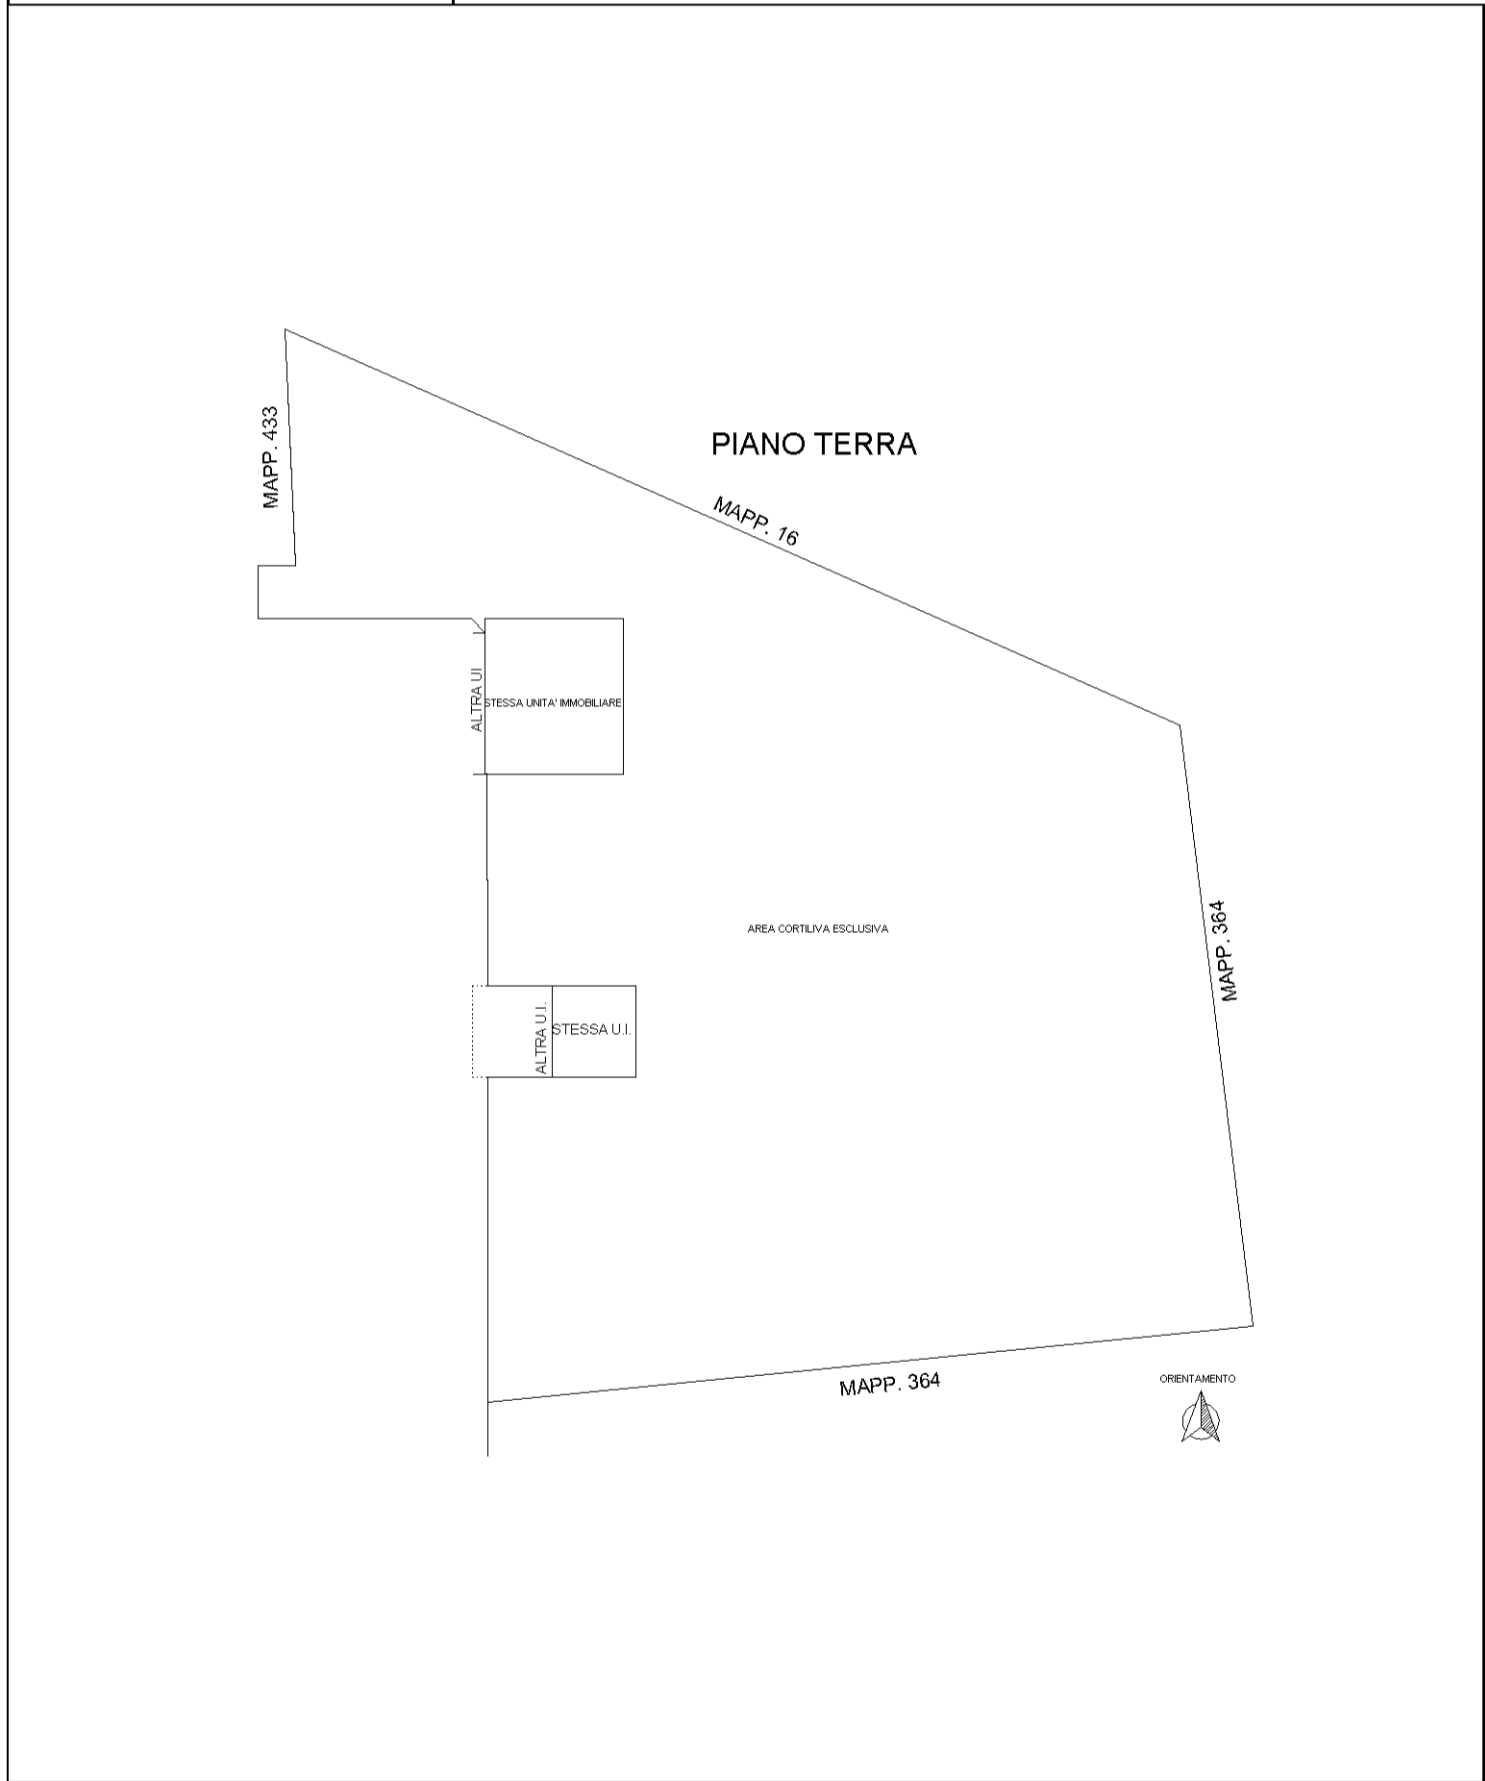 MAPP. 433
PIANO TERRA
MAPP. 16
ALTRA UI
STESSA UNITA' IMMOBILIARE
AREA CORTILIVA ESCLUSIVA
MAPP. 364
ALTRA U.I.
STESSA U.I.
MAPP. 364
ORIENTAMENTO